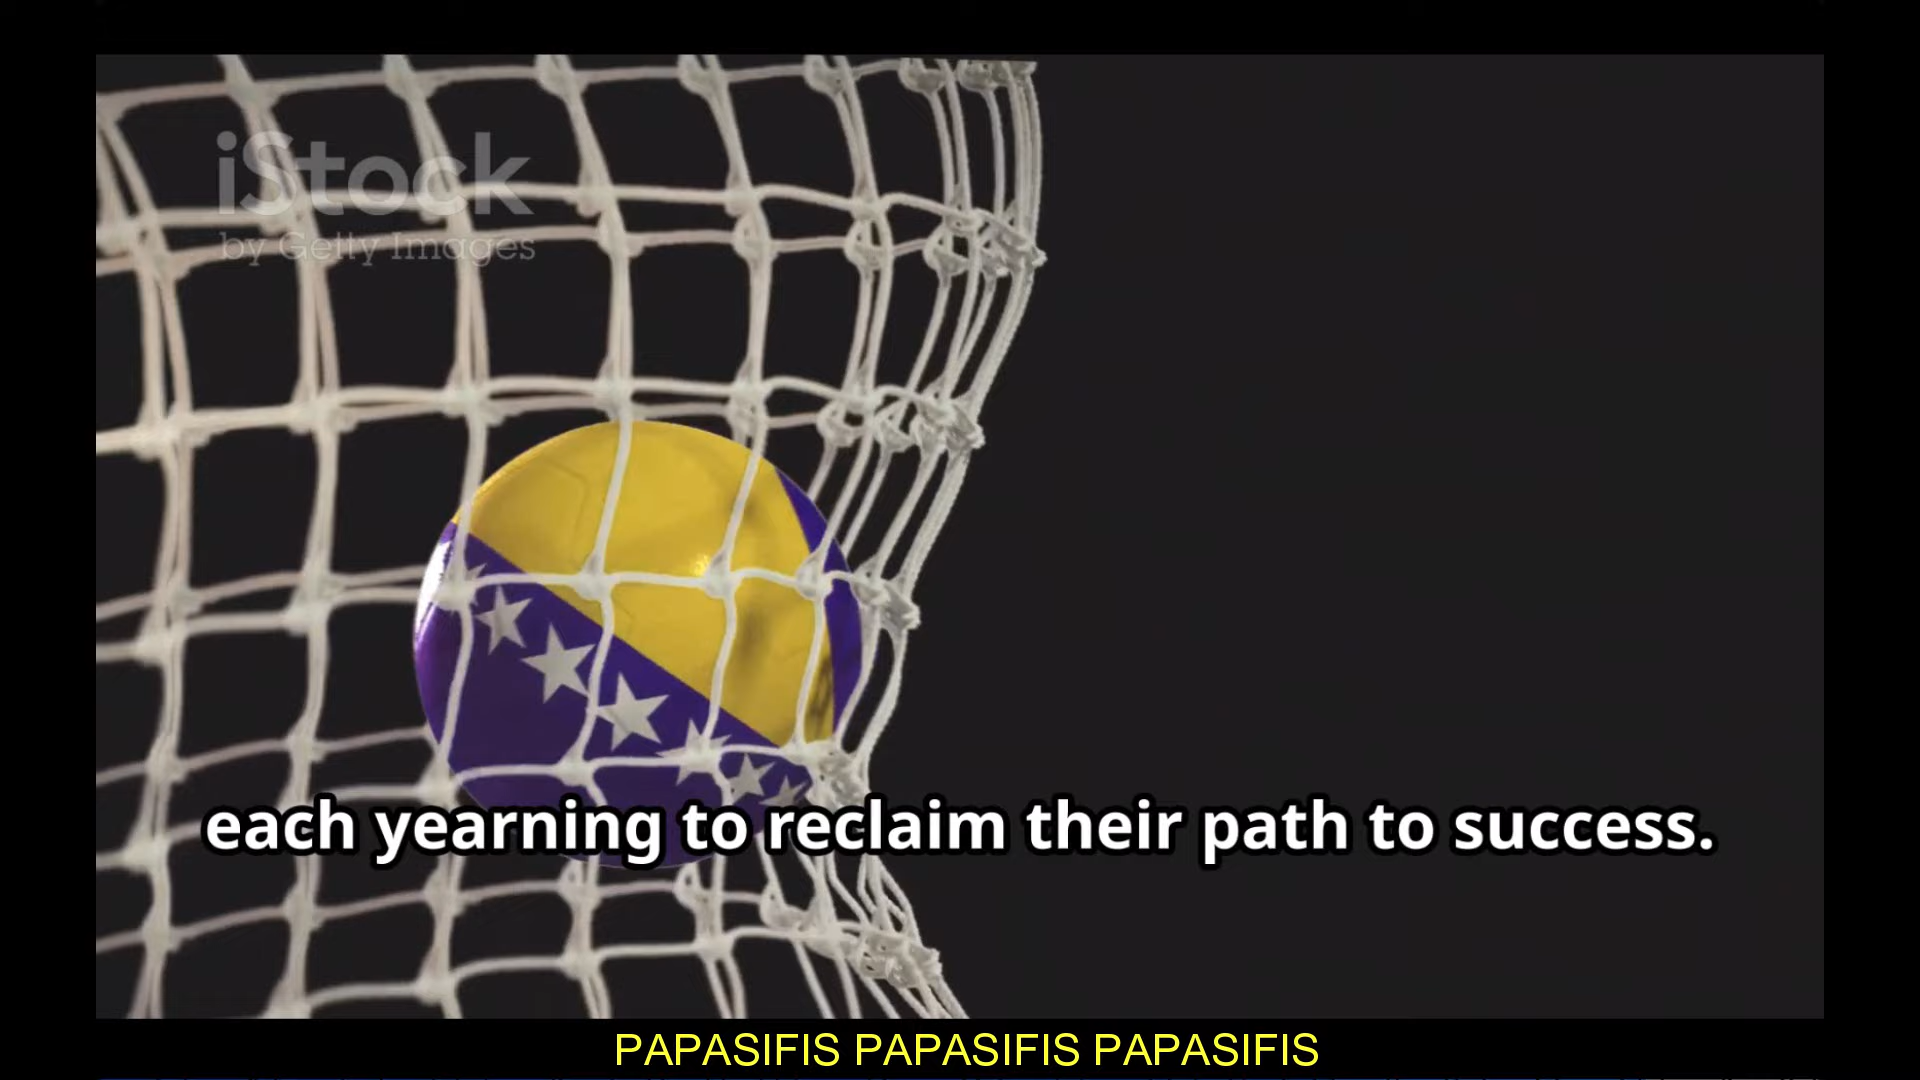 iStock
by Getty Images
each yearning to reclaim their path to success.
PAPASIFIS PAPASIFIS PAPASIFIS